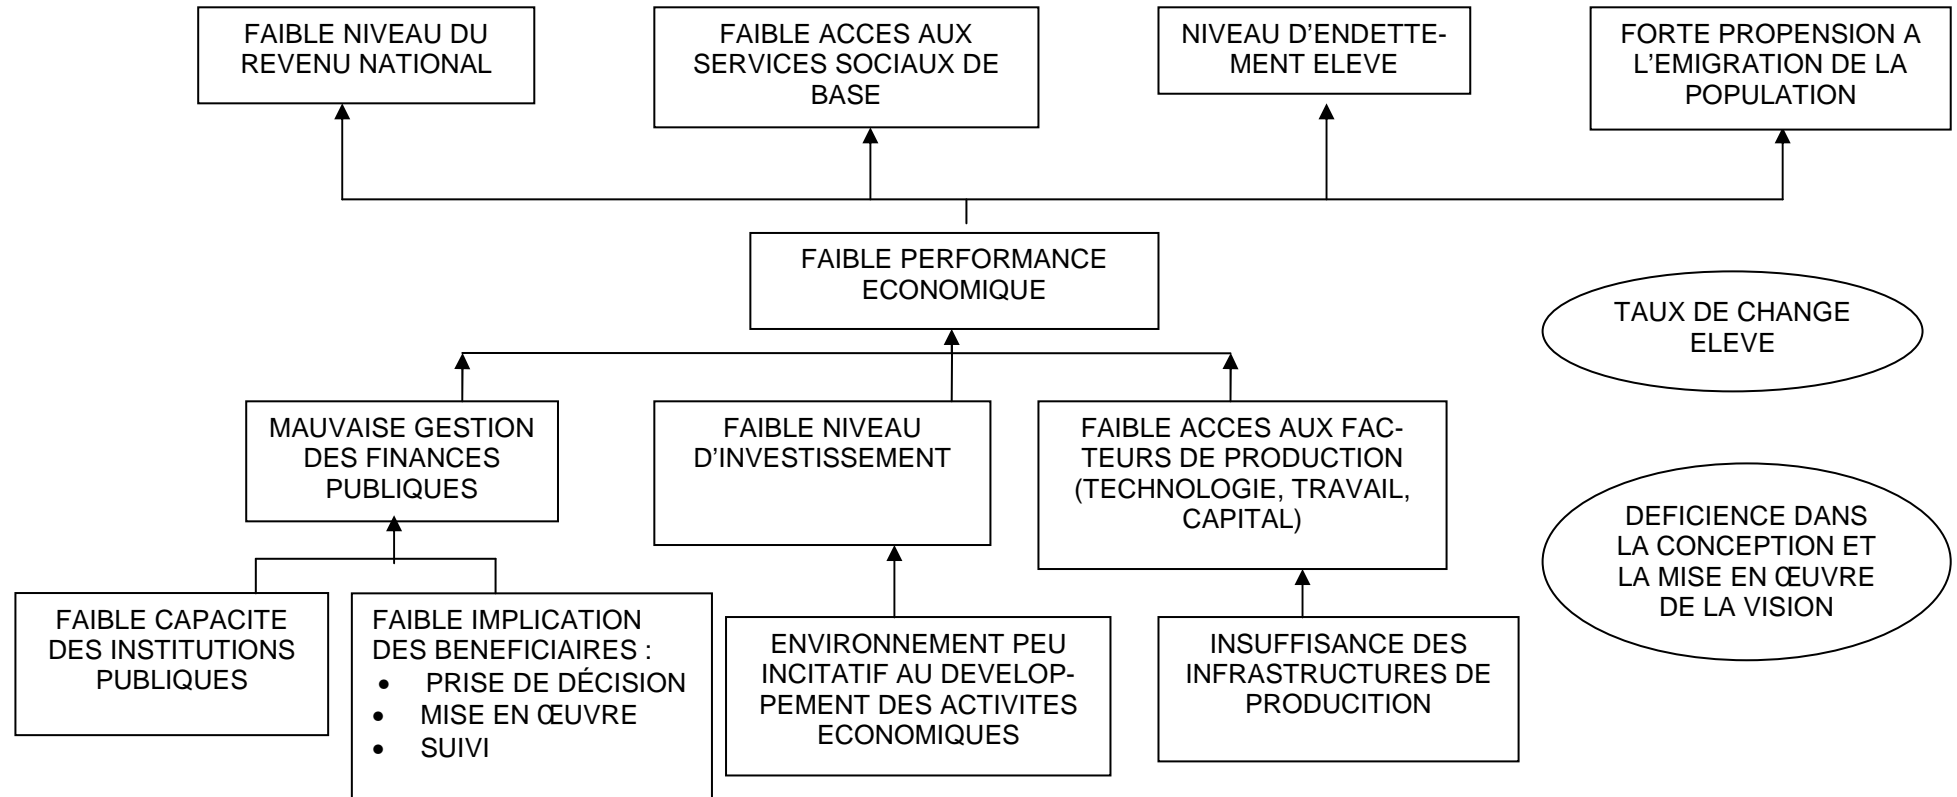 FAIBLE NIVEAU DU
REVENU NATIONAL
FAIBLE ACCES AUX
SERVICES SOCIAUX DE
BASE
NIVEAU D’ENDETTE-
MENT ELEVE
FORTE PROPENSION A
L’EMIGRATION DE LA
POPULATION
FAIBLE PERFORMANCE
ECONOMIQUE
TAUX DE CHANGE
ELEVE
MAUVAISE GESTION
DES FINANCES
PUBLIQUES
FAIBLE NIVEAU
D’INVESTISSEMENT
FAIBLE ACCES AUX FAC-
TEURS DE PRODUCTION
(TECHNOLOGIE, TRAVAIL,
CAPITAL)
DEFICIENCE DANS
LA CONCEPTION ET
LA MISE EN ŒUVRE
DE LA VISION
FAIBLE CAPACITE
DES INSTITUTIONS
PUBLIQUES
FAIBLE IMPLICATION
DES BENEFICIAIRES :
• PRISE DE DÉCISION
• MISE EN ŒUVRE
• SUIVI
ENVIRONNEMENT PEU
INCITATIF AU DEVELOP-
PEMENT DES ACTIVITES
ECONOMIQUES
INSUFFISANCE DES
INFRASTRUCTURES DE
PRODUCITION